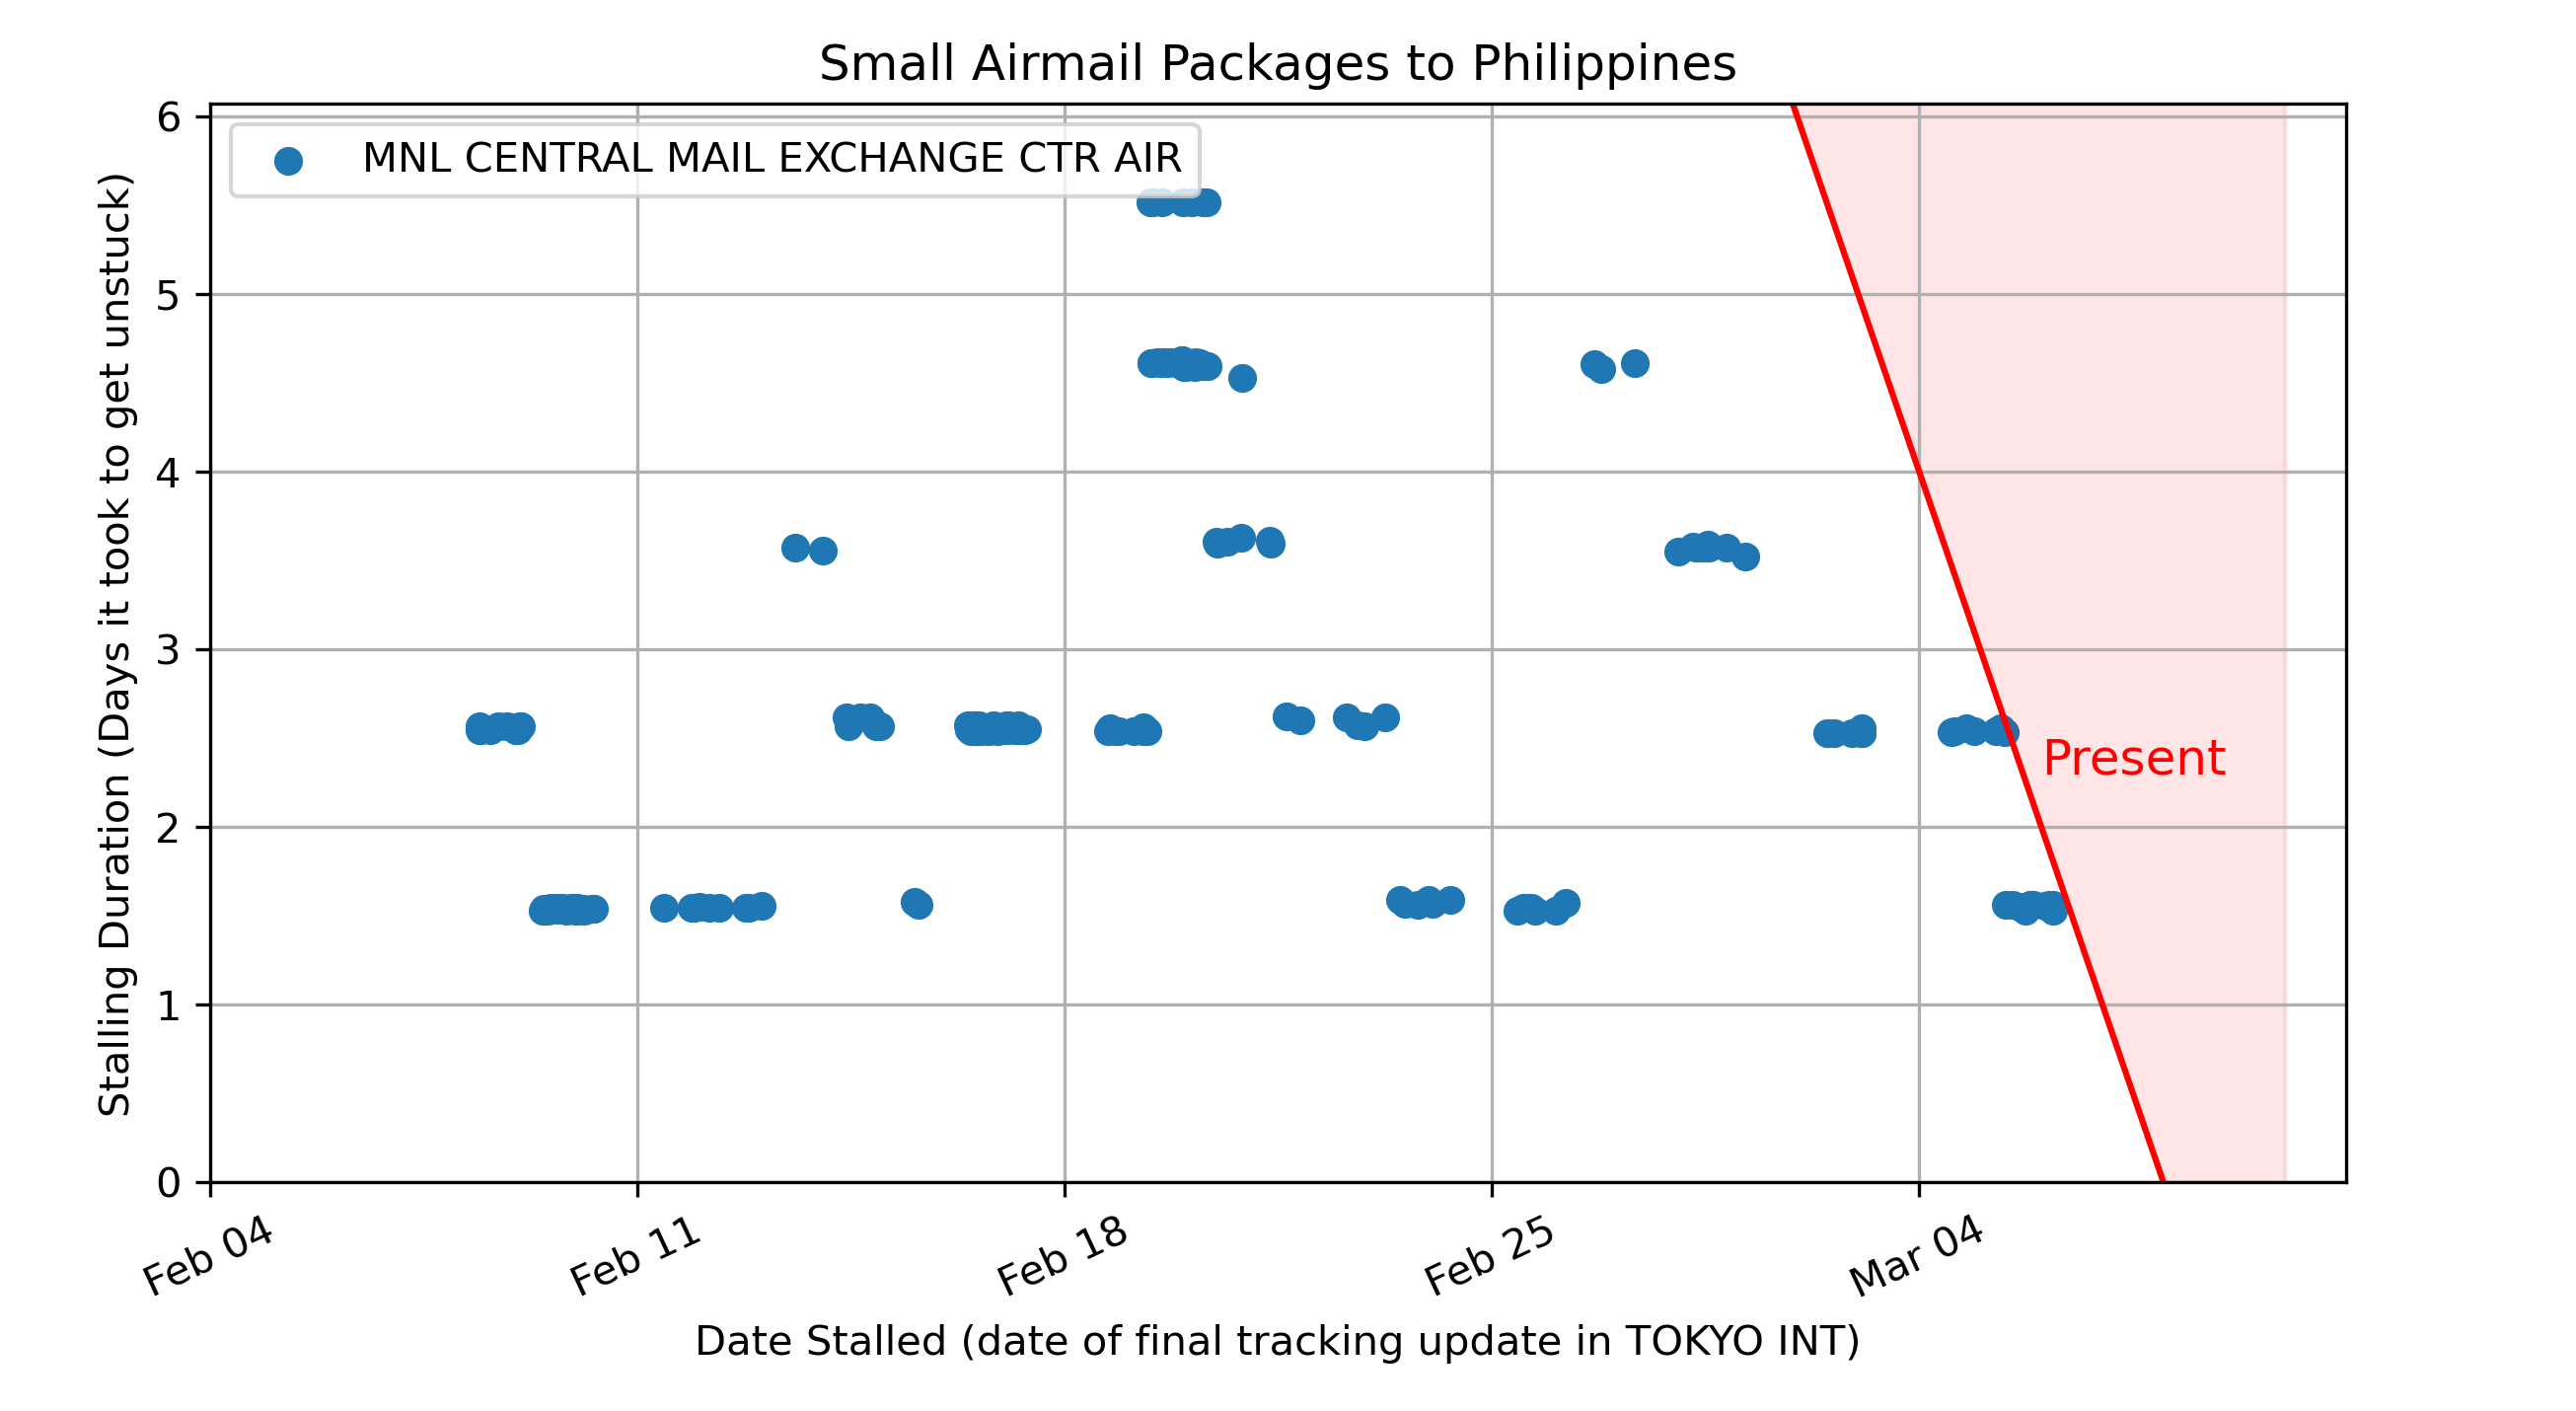 Small Airmail Packages to Philippines
MNL CENTRAL MAIL EXCHANGE CTR AIR
Stalling Duration (Days it took to get unstuck)
6
5
4
3
2
1
0
Present
Feb 04
Feb 11
Feb 18
Feb 25
Mar 04
Date Stalled (date of final tracking update in TOKYO INT)